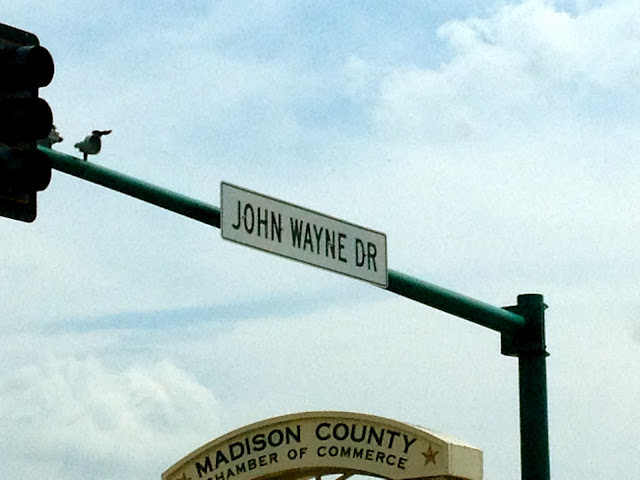 JOHN WAYNE DR
MADISON COUNTY
CHAMBER OF COMMERCE